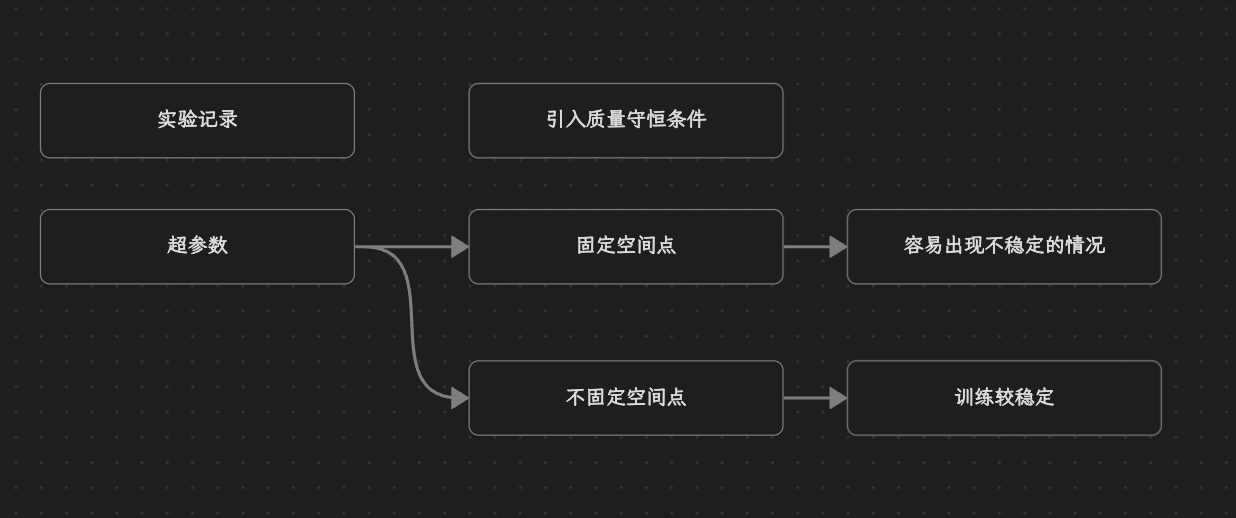 实验记录
引入质量守恒条件
超参数
固定空间点
容易出现不稳定的情况
不固定空间点
训练较稳定